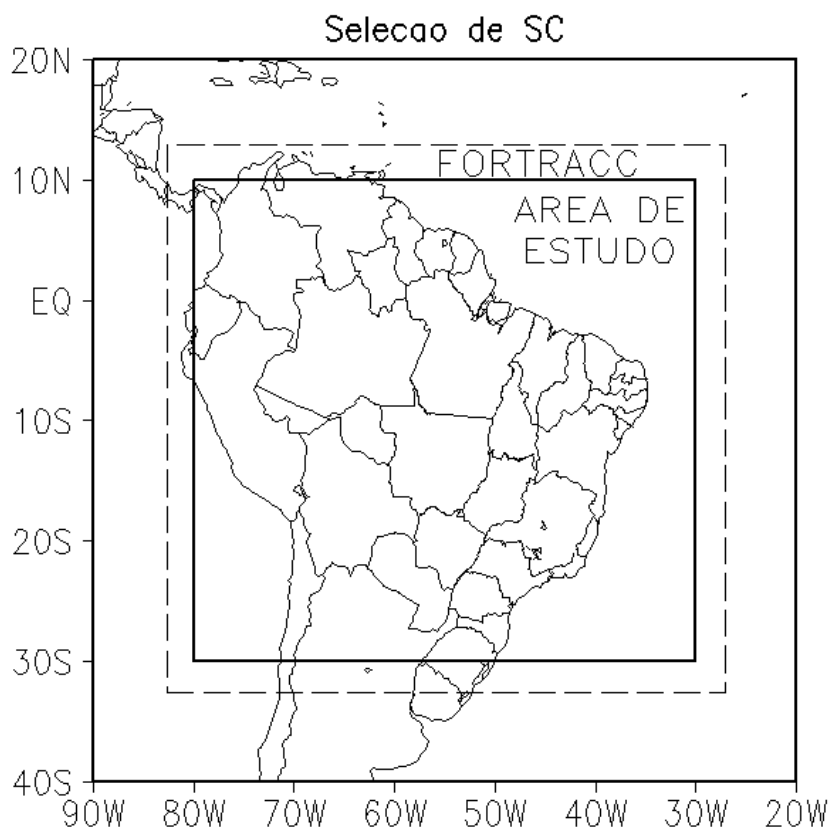 Selecao de SC
20N
FORTRACC
10N
AREA DE
ESTUDO
EQ
10S
20S
30S
40S
90W 80W 70W 60W 50W 40W 30W 20W